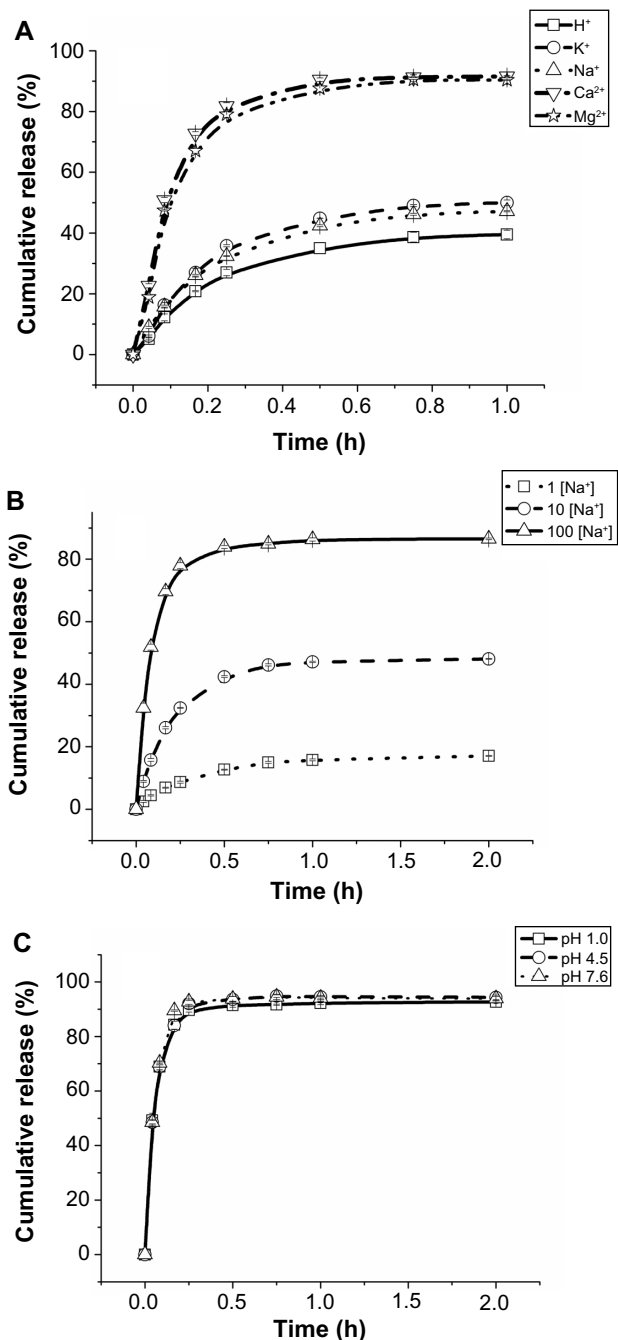 A
H⁺
K⁺
Na⁺
Ca²⁺
Mg²⁺
Cumulative release (%)
100
80
60
40
20
0
0.0 0.2 0.4 0.6 0.8 1.0
Time (h)
B
1 [Na⁺]
10 [Na⁺]
100 [Na⁺]
Cumulative release (%)
80
60
40
20
0
0.0 0.5 1.0 1.5 2.0
Time (h)
C
pH 1.0
pH 4.5
pH 7.6
Cumulative release (%)
100
80
60
40
20
0
0.0 0.5 1.0 1.5 2.0
Time (h)